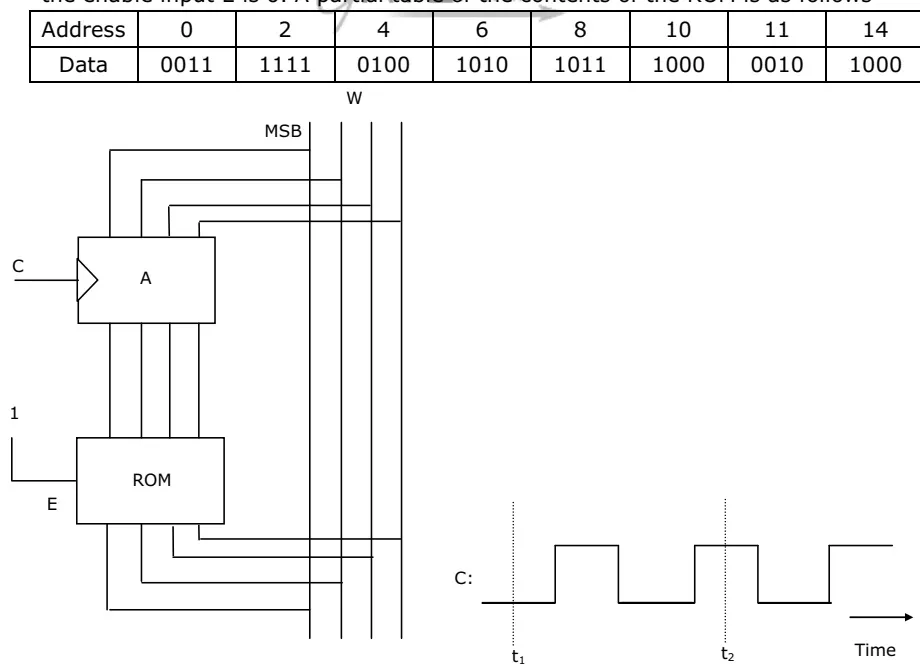 the enable input E is 0. A partial table of the contents of the ROM is as follows
Address 0 2 4 6 8 10 11 14
Data 0011 1111 0100 1010 1011 1000 0010 1000
W
MSB
C
A
1
ROM
E
C:
t1 t2 Time